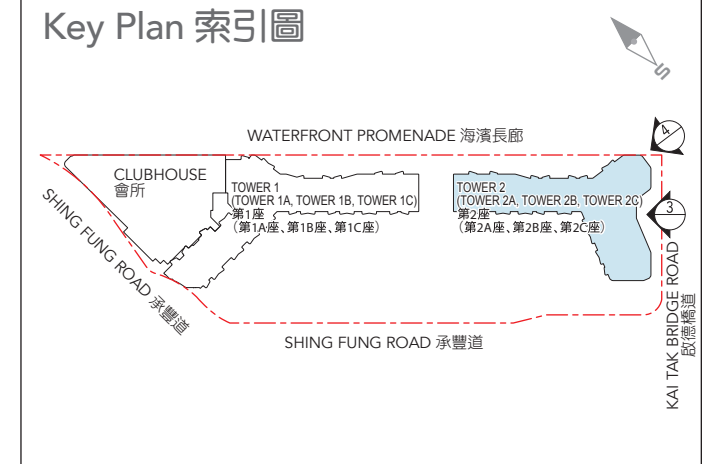 Key Plan 索引圖
S
WATERFRONT PROMENADE 海濱長廊
4
CLUBHOUSE
會所
TOWER 1
(TOWER 1A, TOWER 1B, TOWER 1C)
第1座
(第1A座、第1B座、第1C座)
TOWER 2
(TOWER 2A, TOWER 2B, TOWER 2C)
第2座
(第2A座、第2B座、第2C座)
3
SHING FUNG ROAD 承豐道
SHING FUNG ROAD 承豐道
KAI TAK BRIDGE ROAD
啟德橋道